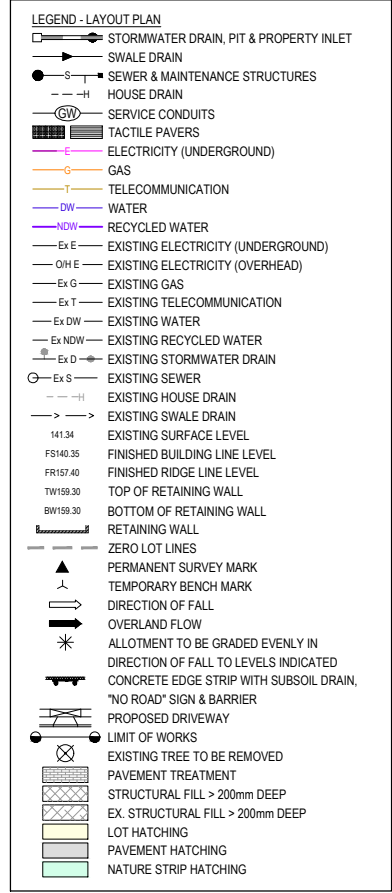 LEGEND - LAYOUT PLAN
STORMWATER DRAIN, PIT & PROPERTY INLET
SWALE DRAIN
S SEWER & MAINTENANCE STRUCTURES
H HOUSE DRAIN
GW SERVICE CONDUITS
TACTILE PAVERS
E ELECTRICITY (UNDERGROUND)
G GAS
T TELECOMMUNICATION
DW WATER
NDW RECYCLED WATER
Ex E EXISTING ELECTRICITY (UNDERGROUND)
O/H E EXISTING ELECTRICITY (OVERHEAD)
Ex G EXISTING GAS
Ex T EXISTING TELECOMMUNICATION
Ex DW EXISTING WATER
Ex NDW EXISTING RECYCLED WATER
Ex D EXISTING STORMWATER DRAIN
Ex S EXISTING SEWER
H EXISTING HOUSE DRAIN
> > EXISTING SWALE DRAIN
141.34 EXISTING SURFACE LEVEL
FS140.35 FINISHED BUILDING LINE LEVEL
FR157.40 FINISHED RIDGE LINE LEVEL
TW159.30 TOP OF RETAINING WALL
BW159.30 BOTTOM OF RETAINING WALL
RETAINING WALL
ZERO LOT LINES
PERMANENT SURVEY MARK
TEMPORARY BENCH MARK
DIRECTION OF FALL
OVERLAND FLOW
ALLOTMENT TO BE GRADED EVENLY IN
DIRECTION OF FALL TO LEVELS INDICATED
CONCRETE EDGE STRIP WITH SUBSOIL DRAIN,
"NO ROAD" SIGN & BARRIER
PROPOSED DRIVEWAY
LIMIT OF WORKS
EXISTING TREE TO BE REMOVED
PAVEMENT TREATMENT
STRUCTURAL FILL > 200mm DEEP
EX. STRUCTURAL FILL > 200mm DEEP
LOT HATCHING
PAVEMENT HATCHING
NATURE STRIP HATCHING